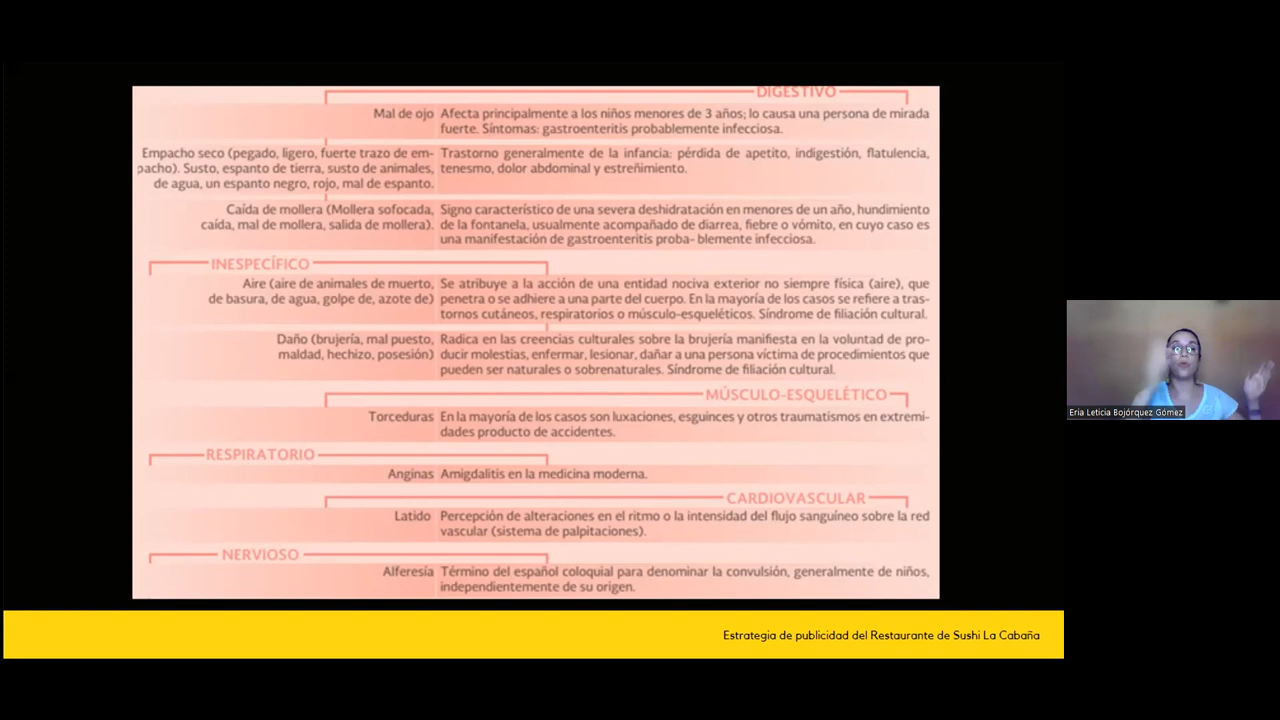 DIGESTIVO
Mal de ojo Afecta principalmente a los niños menores de 3 años; lo causa una persona de mirada
fuerte. Síntomas: gastroenteritis probablemente infecciosa.
Empacho seco (pegado, ligero, fuerte trazo de em- Trastorno generalmente de la infancia: pérdida de apetito, indigestión, flatulencia,
pacho). Susto, espanto de tierra, susto de animales, tenesmo, dolor abdominal y estreñimiento.
de agua, un espanto negro, rojo, mal de espanto.
Caída de mollera (Mollera sofocada, Signo característico de una severa deshidratación en menores de un año, hundimiento
caída, mal de mollera, salida de mollera). de la fontanela, usualmente acompañado de diarrea, fiebre o vómito, en cuyo caso es
una manifestación de gastroenteritis proba- blemente infecciosa.
INESPECÍFICO
Aire (aire de animales de muerto, Se atribuye a la acción de una entidad nociva exterior no siempre física (aire), que
de basura, de agua, golpe de, azote de) penetra o se adhiere a una parte del cuerpo. En la mayoría de los casos se refiere a tras-
tornos cutáneos, respiratorios o músculo-esqueléticos. Síndrome de filiación cultural.
Daño (brujería, mal puesto, Radica en las creencias culturales sobre la brujería manifiesta en la voluntad de pro-
maldad, hechizo, posesión) ducir molestias, enfermar, lesionar, dañar a una persona víctima de procedimientos que
pueden ser naturales o sobrenaturales. Síndrome de filiación cultural.
MÚSCULO-ESQUELÉTICO
Torceduras En la mayoría de los casos son luxaciones, esguinces y otros traumatismos en extremi-
dades producto de accidentes.
RESPIRATORIO
Anginas Amigdalitis en la medicina moderna.
CARDIOVASCULAR
Latido Percepción de alteraciones en el ritmo o la intensidad del flujo sanguíneo sobre la red
vascular (sistema de palpitaciones).
NERVIOSO
Alferesía Término del español coloquial para denominar la convulsión, generalmente de niños,
independientemente de su origen.
Estrategia de publicidad del Restaurante de Sushi La Cabaña
Eria Leticia Bojórquez Gómez